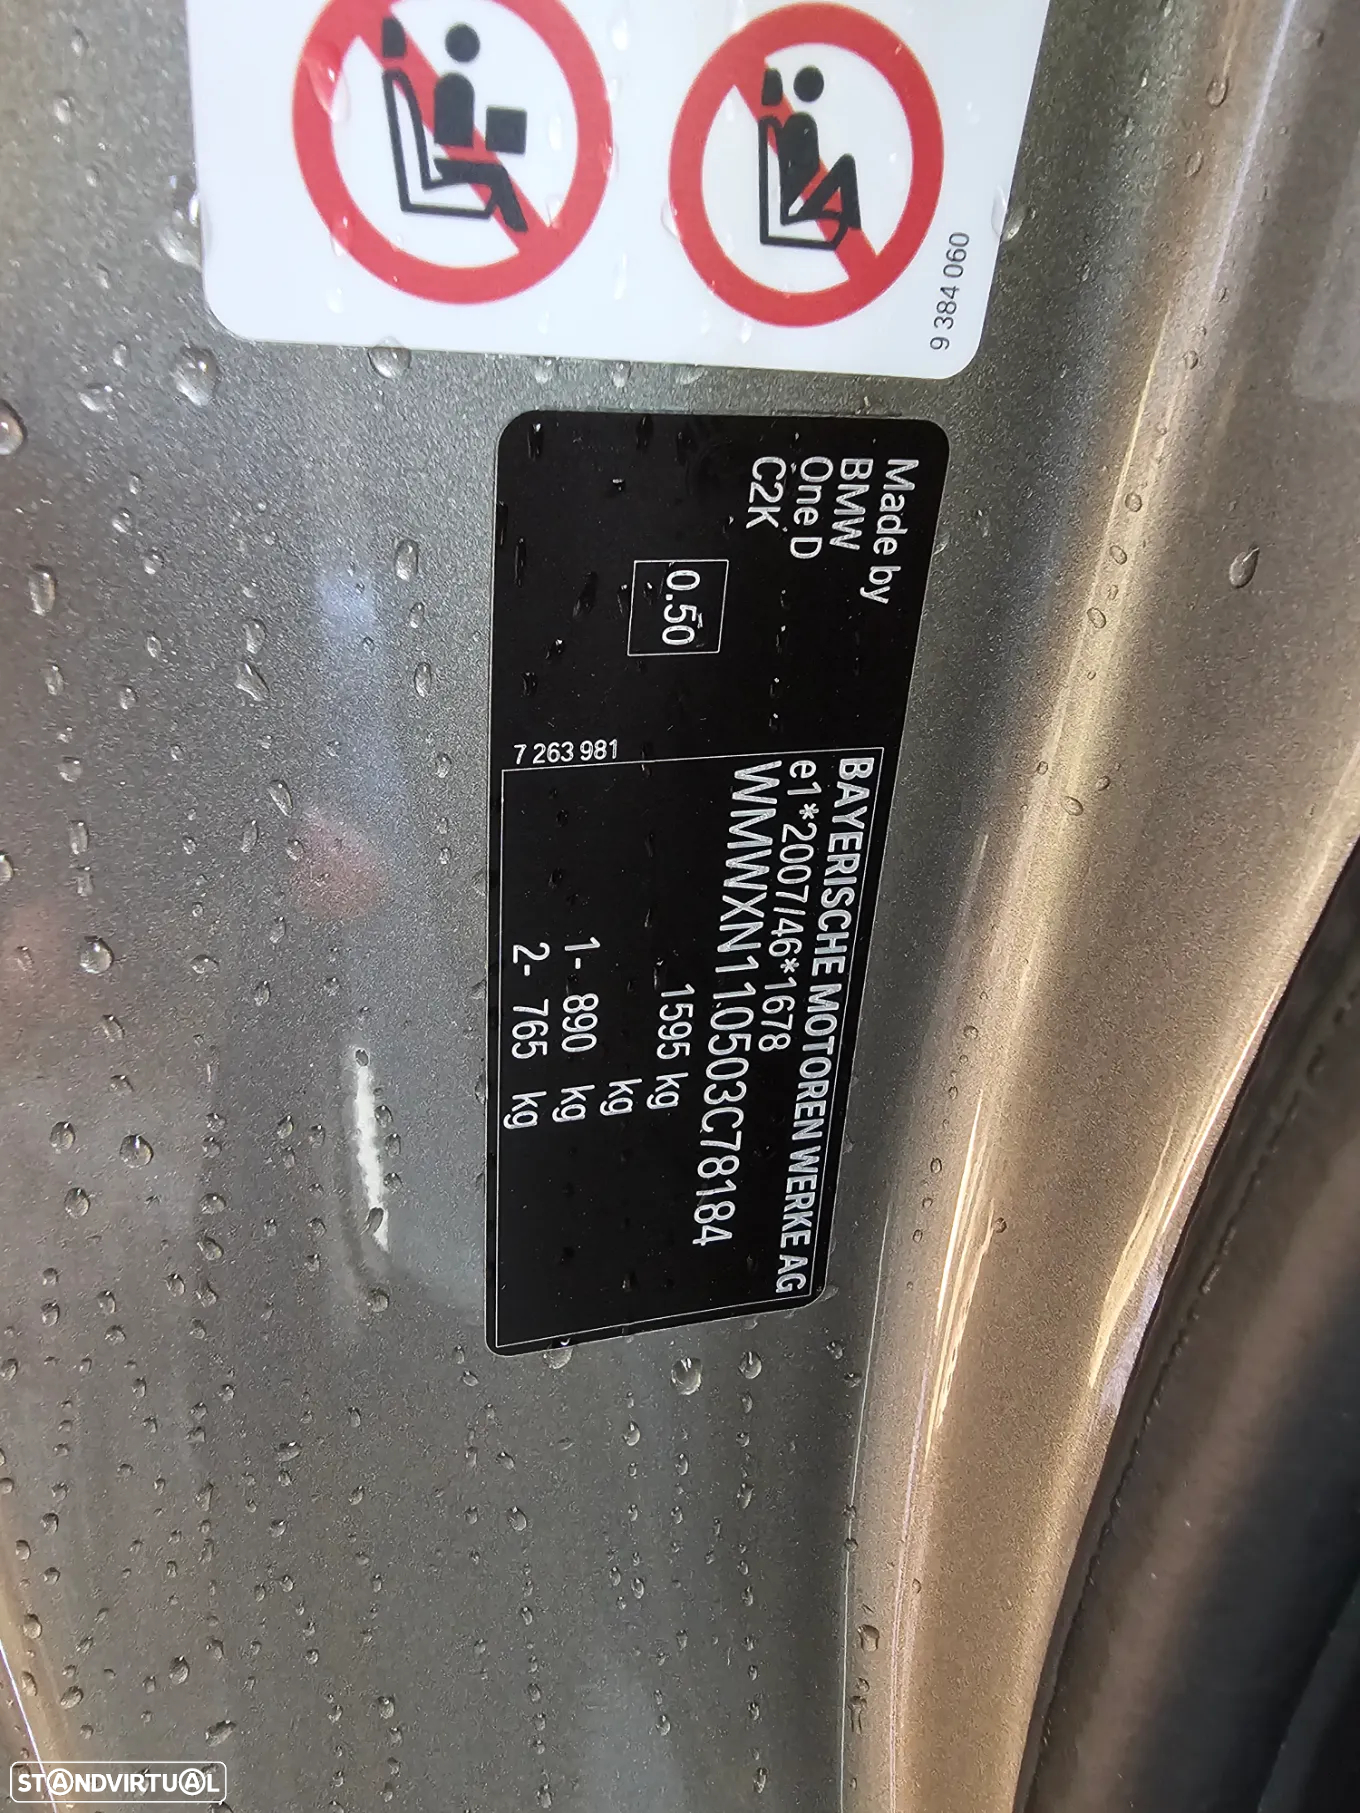 9 384 060
Made by
BMW
One D
C2K
0.50
7 263 981
BAYERISCHE MOTOREN WERKE AG
e1*2007/46*1678
WMWXN110503C78184
1595 kg
kg
1- 890 kg
2- 765 kg
STANDVIRTUAL